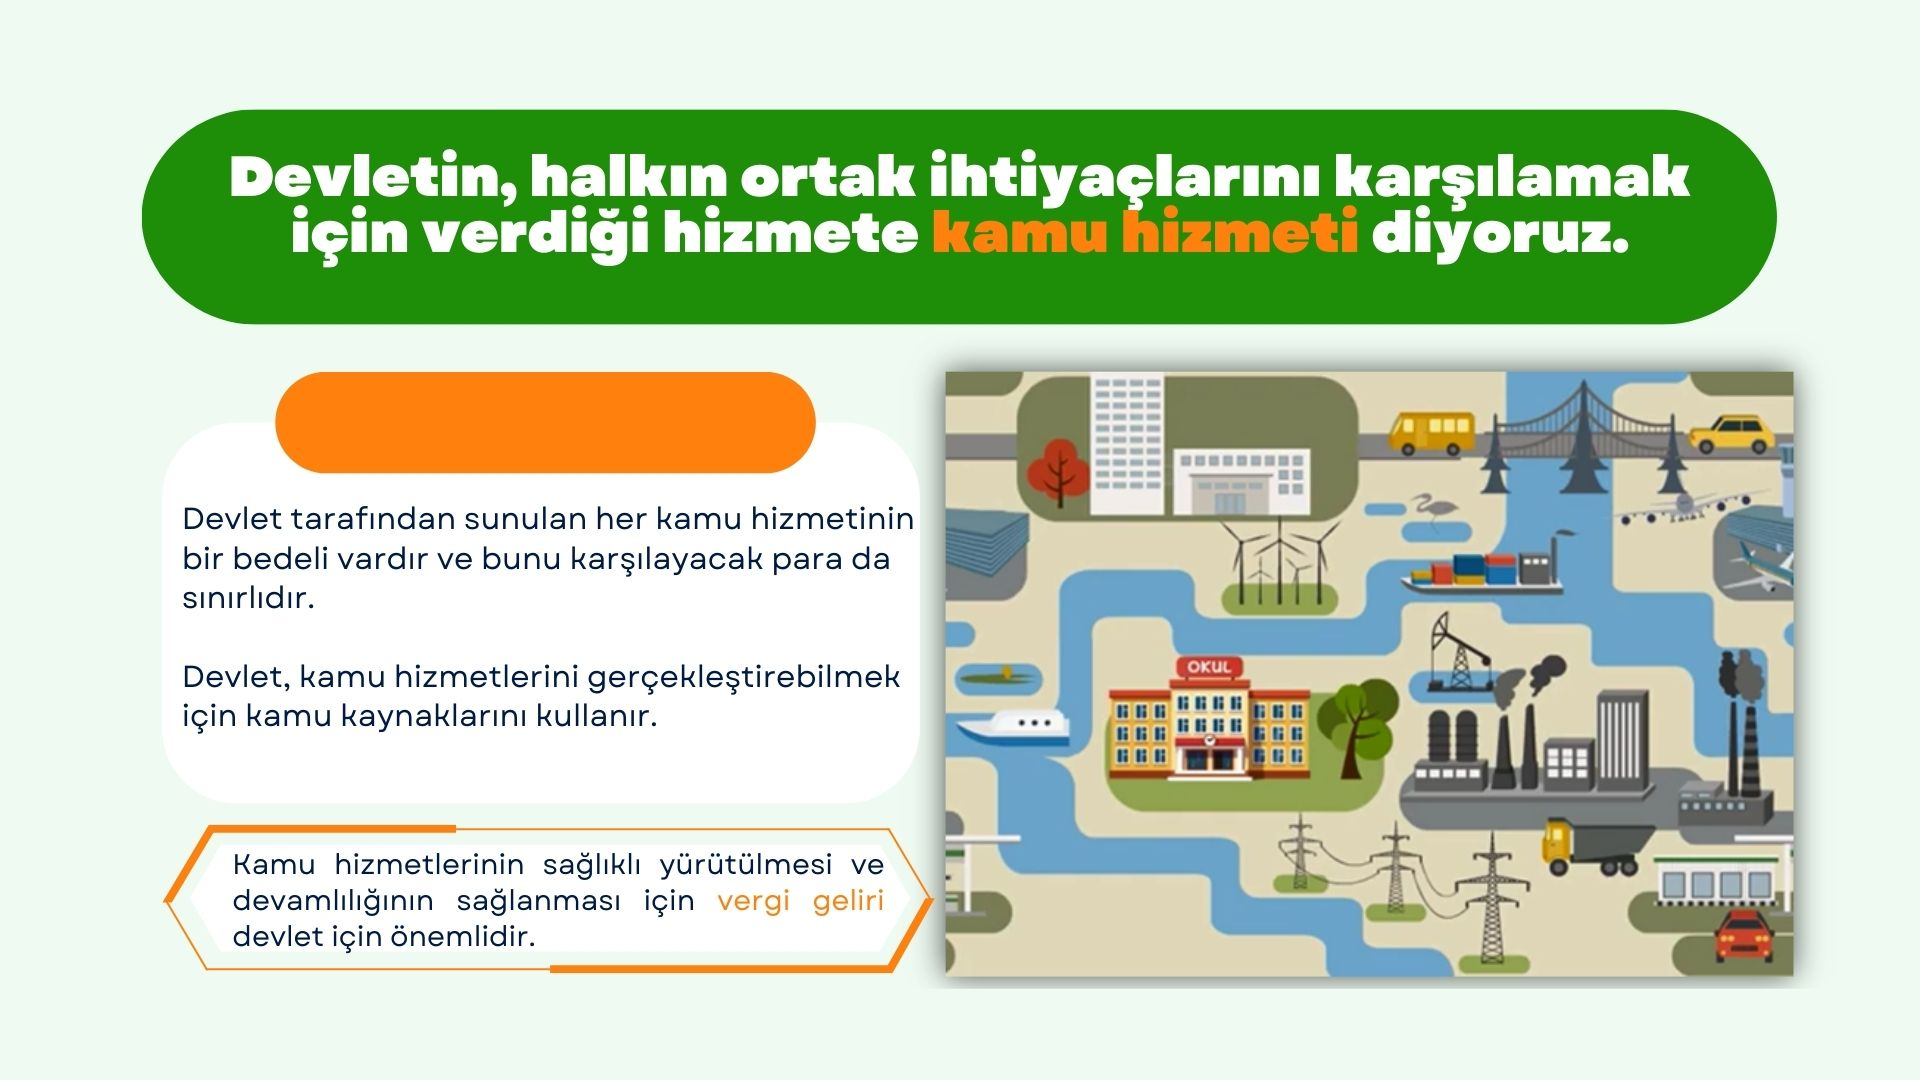 Devletin, halkın ortak ihtiyaçlarını karşılamak
için verdiği hizmete kamu hizmeti diyoruz.
Devlet tarafından sunulan her kamu hizmetinin
bir bedeli vardır ve bunu karşılayacak para da
sınırlıdır.
Devlet, kamu hizmetlerini gerçekleştirebilmek
için kamu kaynaklarını kullanır.
Kamu hizmetlerinin sağlıklı yürütülmesi ve
devamlılığının sağlanması için vergi geliri
devlet için önemlidir.
OKUL